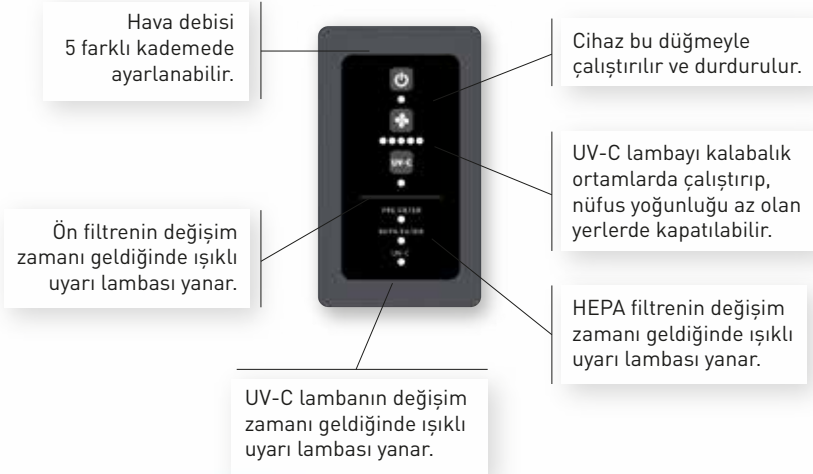 Hava debisi
5 farklı kademede
ayarlanabilir.
Cihaz bu düğmeyle
çalıştırılır ve durdurulur.
UV-C lambayı kalabalık
ortamlarda çalıştırıp,
nüfus yoğunluğu az olan
yerlerde kapatılabilir.
Ön filtrenin değişim
zamanı geldiğinde ışıklı
uyarı lambası yanar.
HEPA filtrenin değişim
zamanı geldiğinde ışıklı
uyarı lambası yanar.
UV-C lambanın değişim
zamanı geldiğinde ışıklı
uyarı lambası yanar.
UV-C
PRE FILTER
HEPA FILTER
UV-C